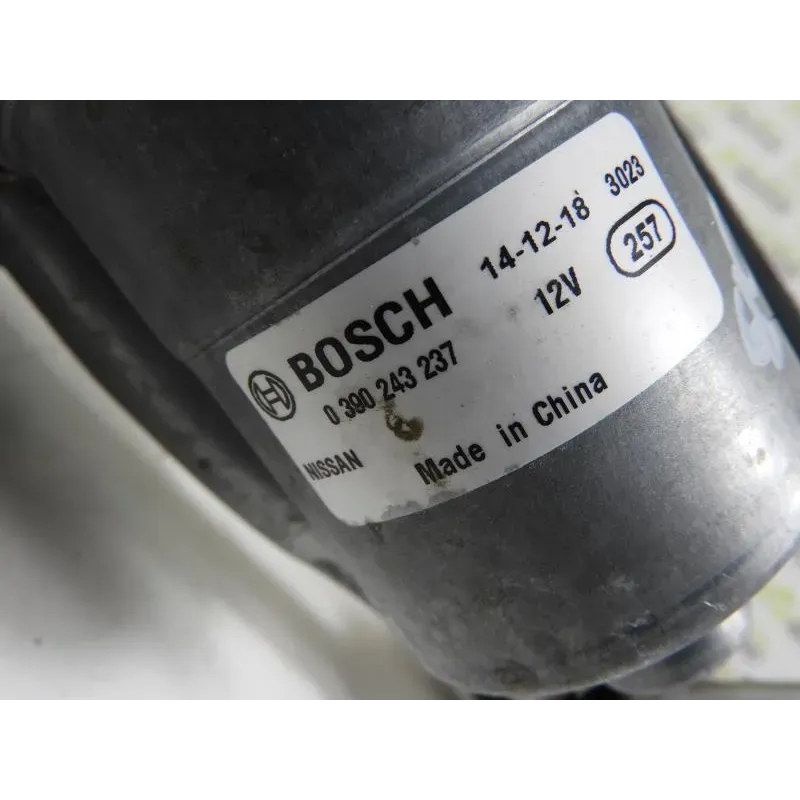 BOSCH 14-12-18 3023
0 390 243 237 12V 257
NISSAN Made in China